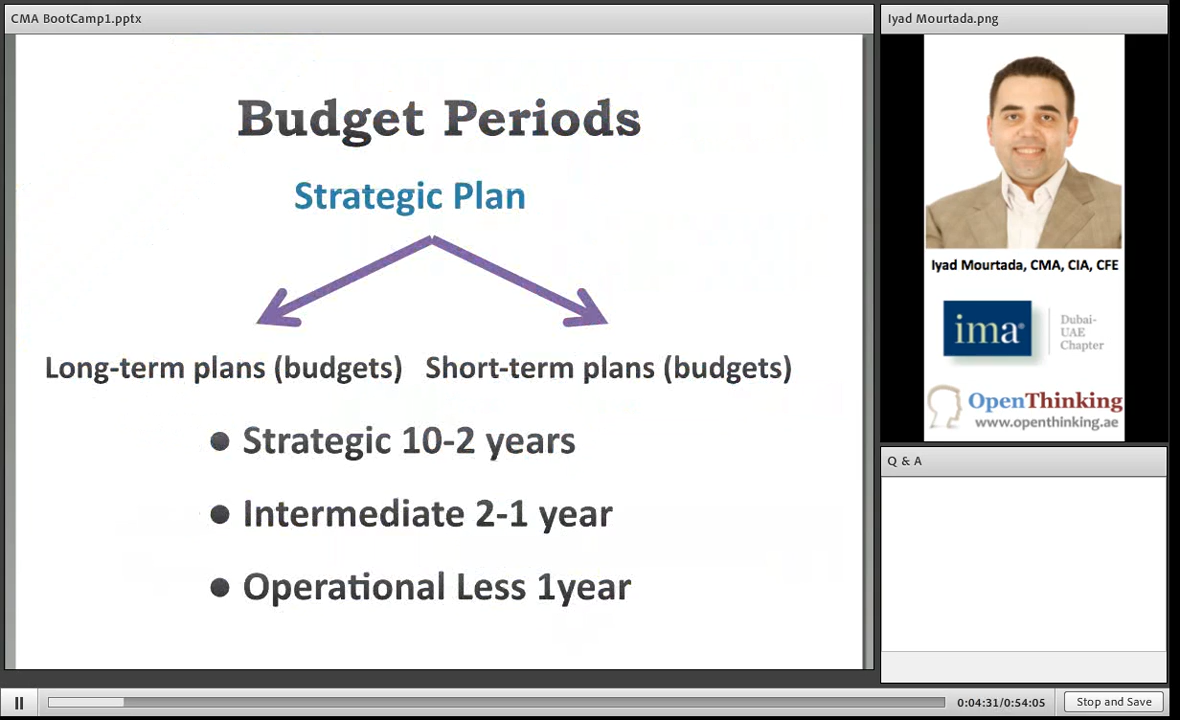 CMA BootCamp1.pptx
Budget Periods
Strategic Plan
Long-term plans (budgets) Short-term plans (budgets)
● Strategic 10-2 years
● Intermediate 2-1 year
● Operational Less 1year
Iyad Mourtada.png
Iyad Mourtada, CMA, CIA, CFE
ima®
Dubai-
UAE
Chapter
OpenThinking
www.openthinking.ae
Q & A
0:04:31/0:54:05
Stop and Save